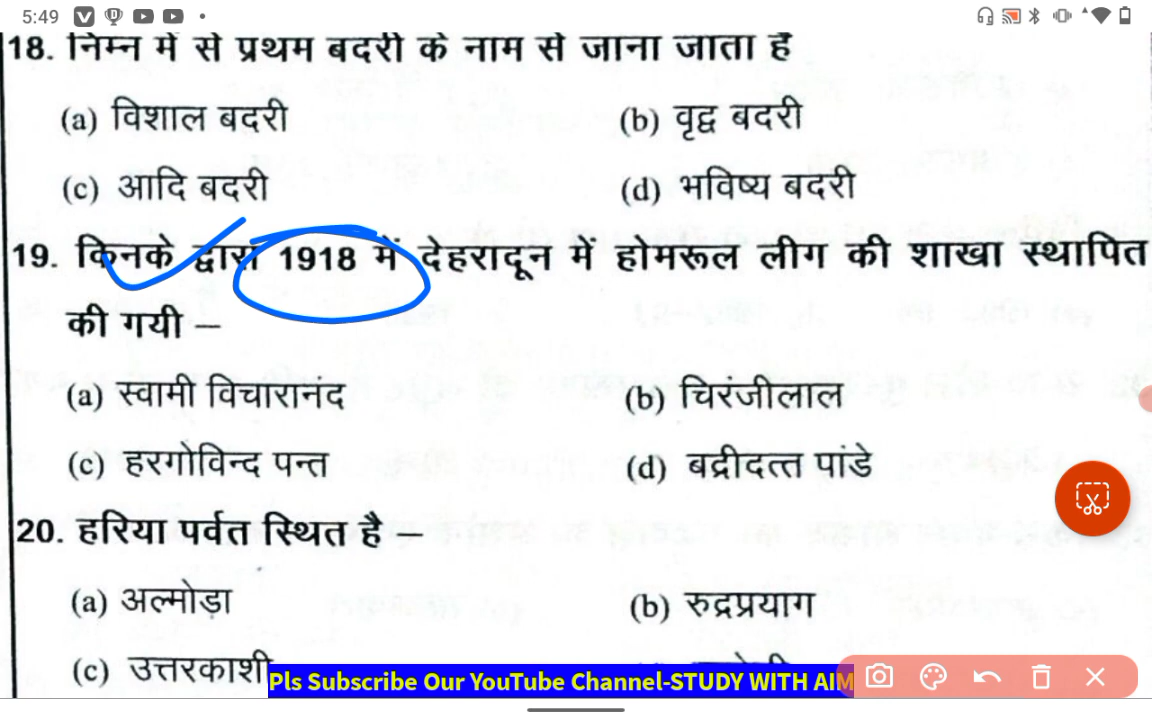 5:49
18. निम्न में से प्रथम बदरी के नाम से जाना जाता है
(a) विशाल बदरी (b) वृद्व बदरी
(c) आदि बदरी (d) भविष्य बदरी
19. किनके द्वारा 1918 में देहरादून में होमरूल लीग की शाखा स्थापित
की गयी –
(a) स्वामी विचारानंद (b) चिरंजीलाल
(c) हरगोविन्द पन्त (d) बद्रीदत्त पांडे
20. हरिया पर्वत स्थित है –
(a) अल्मोड़ा (b) रुद्रप्रयाग
(c) उत्तरकाशी
Pls Subscribe Our YouTube Channel-STUDY WITH AIM